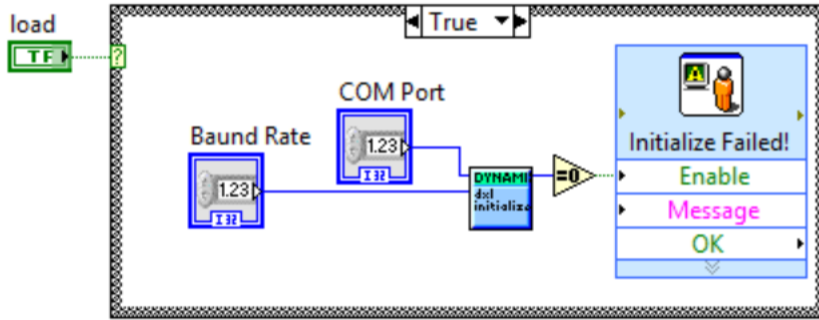 load
TF
?
True
COM Port
1.23
I32
Baund Rate
1.23
I32
DYNAMI
dxl
initialize
=0
Initialize Failed!
Enable
Message
OK